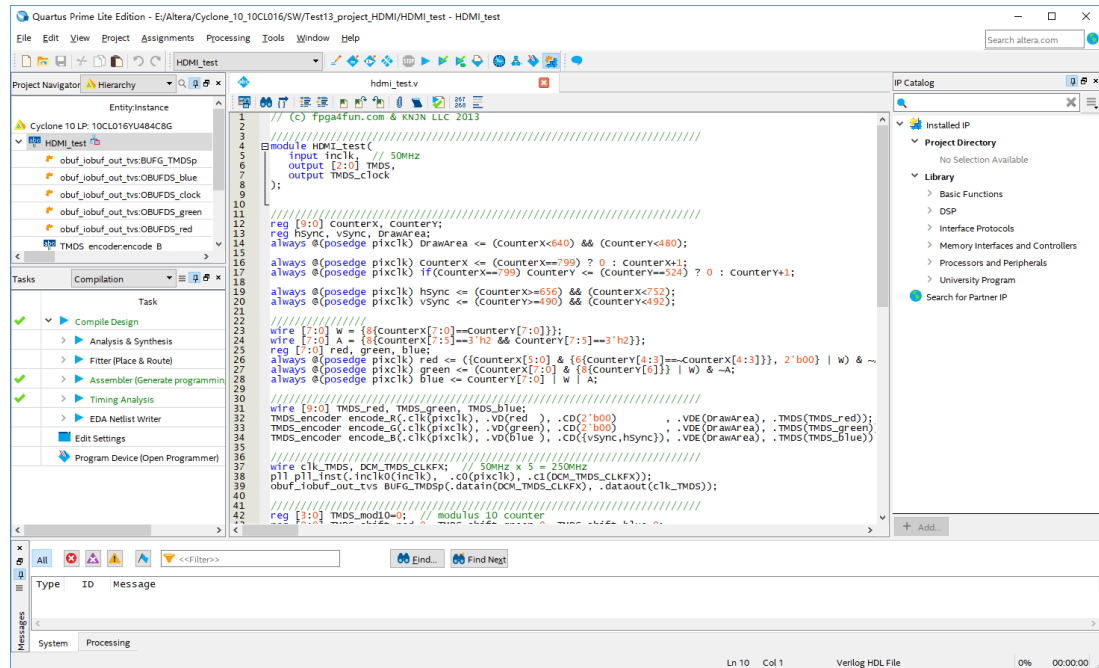 Quartus Prime Lite Edition - E:/Altera/Cyclone_10_10CL016/SW/Test13_project_HDMI/HDMI_test - HDMI_test
File Edit View Project Assignments Processing Tools Window Help
Search altera.com
HDMI_test
Project Navigator Hierarchy
hdmi_test.v
IP Catalog
Entity:Instance
Cyclone 10 LP: 10CL016YU484C8G
HDMI_test
obuf_iobuf_out_tvs:BUFG_TMDSp
obuf_iobuf_out_tvs:OBUFDS_blue
obuf_iobuf_out_tvs:OBUFDS_clock
obuf_iobuf_out_tvs:OBUFDS_green
obuf_iobuf_out_tvs:OBUFDS_red
TMDS_encoder:encode_B
Tasks Compilation
Task
Compile Design
Analysis & Synthesis
Fitter (Place & Route)
Assembler (Generate programmin
Timing Analysis
EDA Netlist Writer
Edit Settings
Program Device (Open Programmer)
267
268
1 // (c) fpga4fun.com & KNJN LLC 2013
2
3 ////////////////////////////////////////////////////////////////////////
4 module HDMI_test(
5 input inclk, // 50MHz
6 output [2:0] TMDS,
7 output TMDS_clock
8 );
9
10
11 ////////////////////////////////////////////////////////////////////////
12 reg [9:0] CounterX, CounterY;
13 reg hSync, vSync, DrawArea;
14 always @(posedge pixclk) DrawArea <= (CounterX<640) && (CounterY<480);
15
16 always @(posedge pixclk) CounterX <= (CounterX==799) ? 0 : CounterX+1;
17 always @(posedge pixclk) if(CounterX==799) CounterY <= (CounterY==524) ? 0 : CounterY+1;
18
19 always @(posedge pixclk) hSync <= (CounterX>=656) && (CounterX<752);
20 always @(posedge pixclk) vSync <= (CounterY>=490) && (CounterY<492);
21
22 ////////////////
23 wire [7:0] W = {8{CounterX[7:0]==CounterY[7:0]}};
24 wire [7:0] A = {8{CounterX[7:5]==3'h2 && CounterY[7:5]==3'h2}};
25 reg [7:0] red, green, blue;
26 always @(posedge pixclk) red <= ({CounterX[5:0] & {6{CounterY[4:3]==~CounterX[4:3]}}, 2'b00} | W) & ~
27 always @(posedge pixclk) green <= (CounterX[7:0] & {8{CounterY[6]}} | W) & ~A;
28 always @(posedge pixclk) blue <= CounterY[7:0] | W | A;
29
30 ////////////////////////////////////////////////////////////////////////
31 wire [9:0] TMDS_red, TMDS_green, TMDS_blue;
32 TMDS_encoder encode_R(.clk(pixclk), .VD(red ), .CD(2'b00) , .VDE(DrawArea), .TMDS(TMDS_red));
33 TMDS_encoder encode_G(.clk(pixclk), .VD(green), .CD(2'b00) , .VDE(DrawArea), .TMDS(TMDS_green)
34 TMDS_encoder encode_B(.clk(pixclk), .VD(blue ), .CD({vSync,hSync}), .VDE(DrawArea), .TMDS(TMDS_blue))
35
36 ////////////////////////////////////////////////////////////////////////
37 wire clk_TMDS, DCM_TMDS_CLKFX; // 50MHz x 5 = 250MHz
38 pll pll_inst(.inclk0(inclk), .c0(pixclk), .c1(DCM_TMDS_CLKFX));
39 obuf_iobuf_out_tvs BUFG_TMDSp(.datain(DCM_TMDS_CLKFX), .dataout(clk_TMDS));
40
41 ////////////////////////////////////////////////////////////////////////
42 reg [3:0] TMDS_mod10=0; // modulus 10 counter
Installed IP
Project Directory
No Selection Available
Library
Basic Functions
DSP
Interface Protocols
Memory Interfaces and Controllers
Processors and Peripherals
University Program
Search for Partner IP
+ Add...
Messages
All <<Filter>> Find... Find Next
Type ID Message
System Processing
Ln 10 Col 1 Verilog HDL File 0% 00:00:00